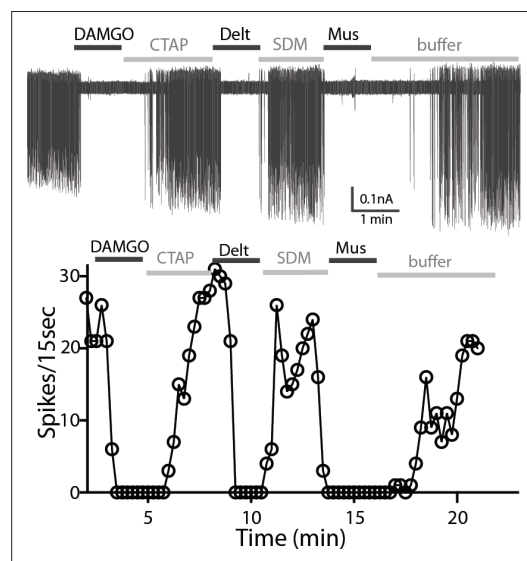 DAMGO CTAP Delt SDM Mus buffer
0.1nA
1 min
DAMGO CTAP Delt SDM Mus buffer
30
20
10
0
Spikes/15sec
5 10 15 20
Time (min)